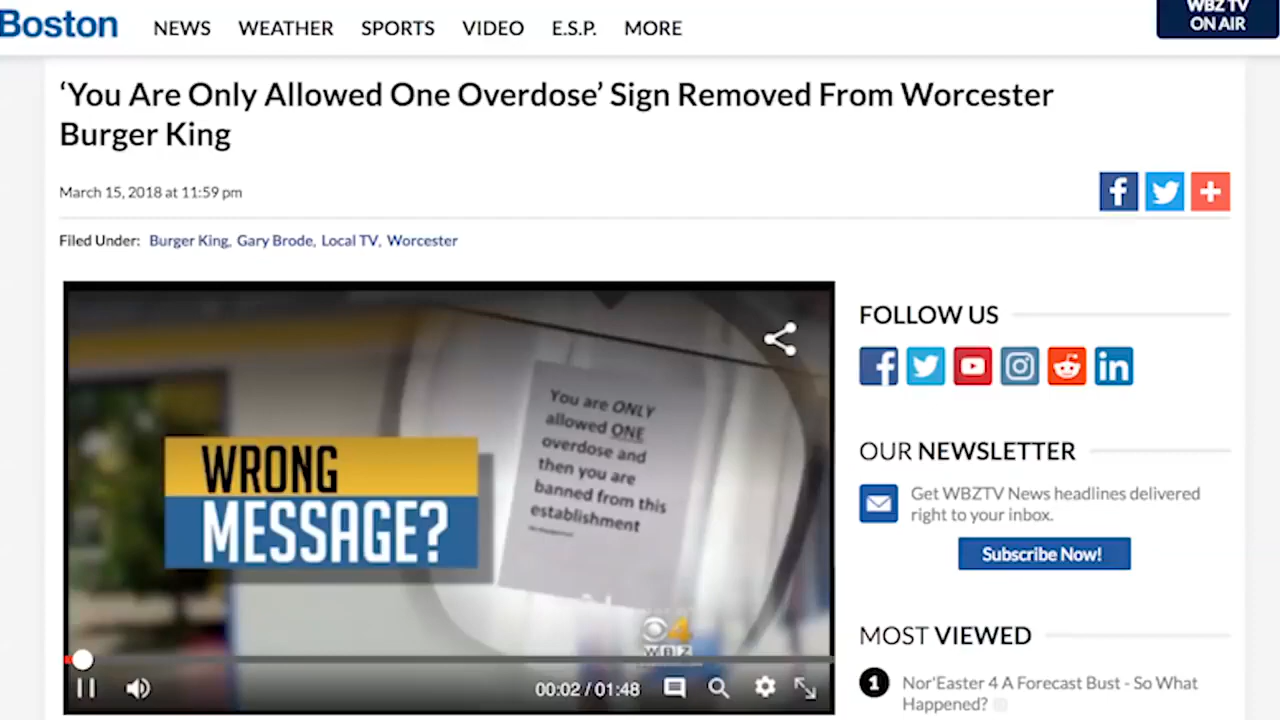 Boston NEWS WEATHER SPORTS VIDEO E.S.P. MORE
WBZ TV
ON AIR
‘You Are Only Allowed One Overdose’ Sign Removed From Worcester
Burger King
March 15, 2018 at 11:59 pm
Filed Under: Burger King, Gary Brode, Local TV, Worcester
WRONG
MESSAGE?
You are ONLY
allowed ONE
overdose and
then you are
banned from this
establishment
4
WBZ
00:02 / 01:48
FOLLOW US
OUR NEWSLETTER
Get WBZTV News headlines delivered
right to your inbox.
Subscribe Now!
MOST VIEWED
1 Nor'Easter 4 A Forecast Bust - So What
Happened?